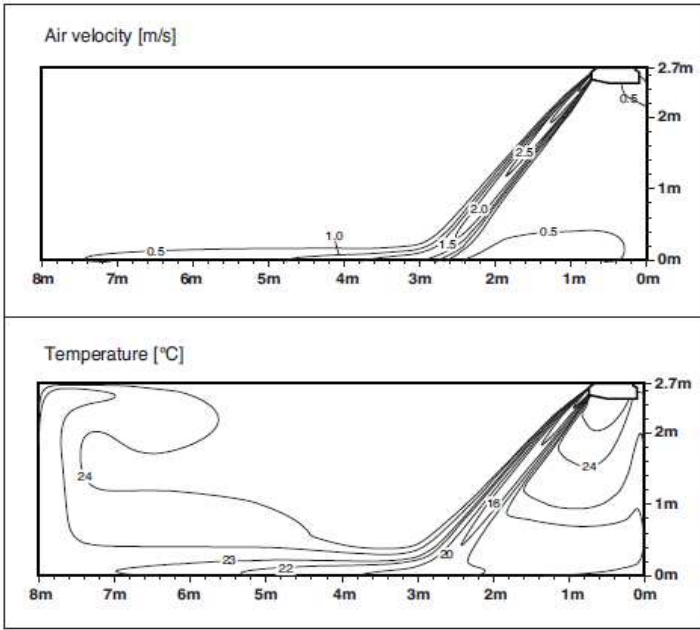 Air velocity [m/s]
2.7m
0.5
2m
2.5
1m
2.0
1.0
1.5
0.5
0.5
0m
8m 7m 6m 5m 4m 3m 2m 1m 0m
Temperature [°C]
2.7m
2m
24
24
1m
16
20
23
22
0m
8m 7m 6m 5m 4m 3m 2m 1m 0m